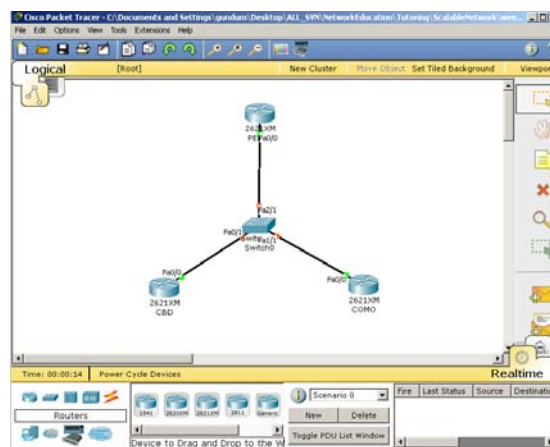 Cisco Packet Tracer - C:\Documents and Settings\gundum\Desktop\ALL_SVN\NetworkEducation\Tutoring\ScalableNetwork\
File Edit Options View Tools Extensions Help
Logical [Root] New Cluster Move Object Set Tiled Background Viewport
2621XM
Fa0/0
Fa2/1
Fa0/1
Fa1/1
Switch0
Fa0/0
Fa0/0
2621XM
CBD
2621XM
COMO
Time: 00:00:14 Power Cycle Devices Realtime
Routers
1841 2620XM 2621XM 2811 Generic
Scenario 0
New Delete
Toggle PDU List Window
Fire Last Status Source Destinatio
Device to Drag and Drop to the W